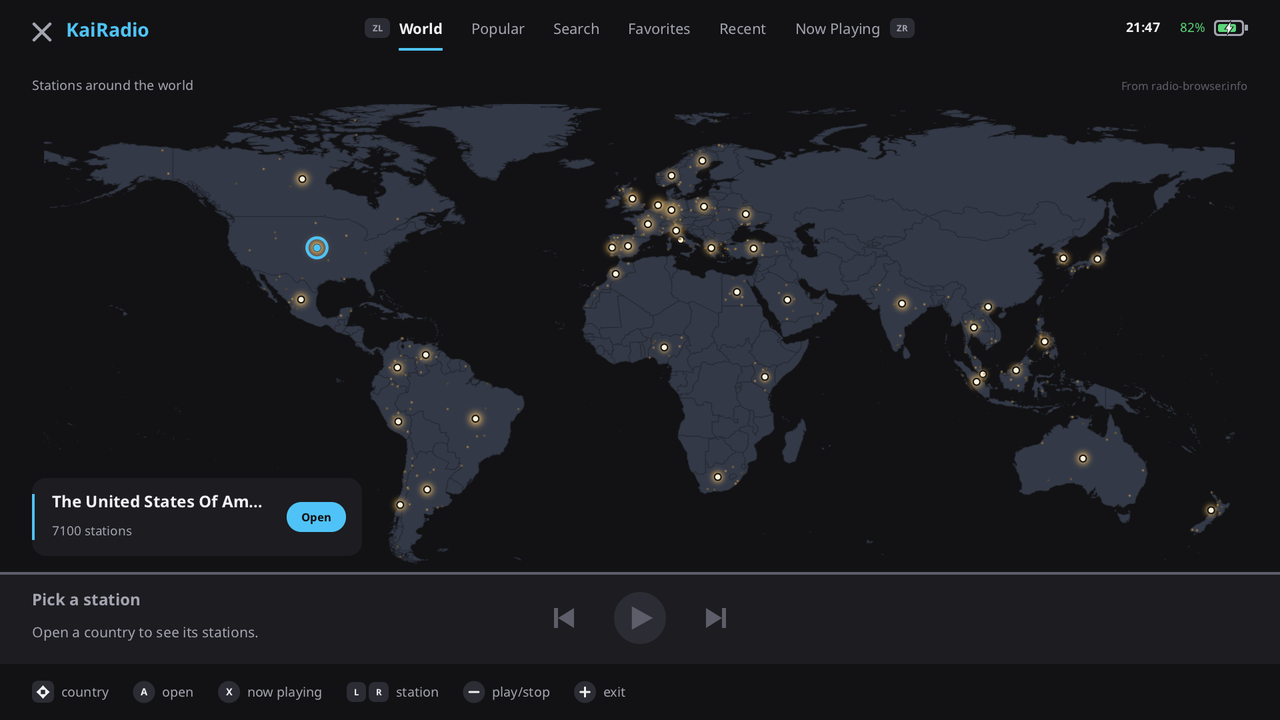 KaiRadio
ZL World Popular Search Favorites Recent Now Playing ZR
21:47 82%
Stations around the world
From radio-browser.info
The United States Of Am...
7100 stations
Open
Pick a station
Open a country to see its stations.
country A open X now playing L R station play/stop exit